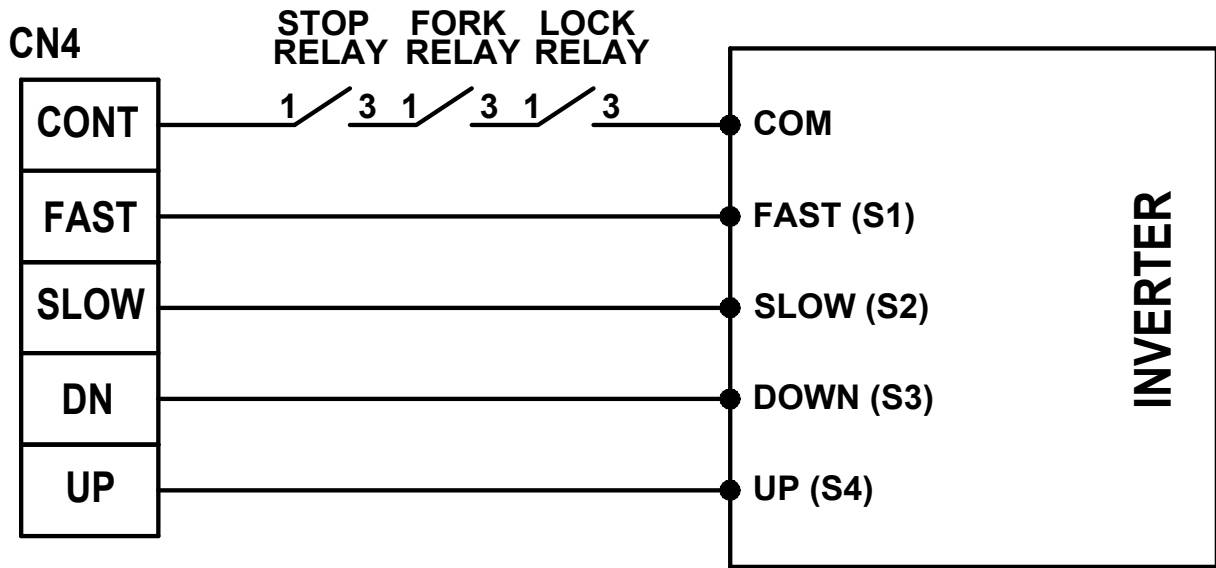 CN4
STOP RELAY
FORK RELAY
LOCK RELAY
CONT
1 3 1 3 1 3
COM
FAST
FAST (S1)
SLOW
SLOW (S2)
DN
DOWN (S3)
UP
UP (S4)
INVERTER